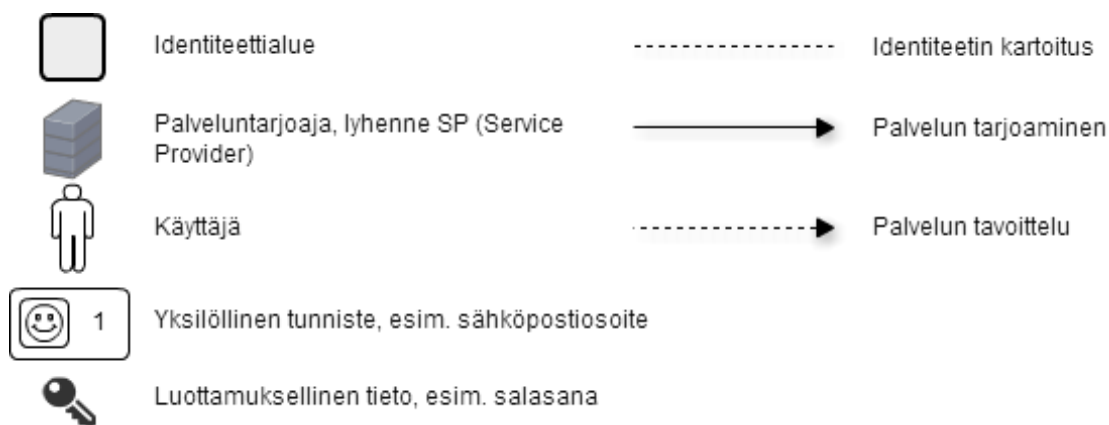 Identiteettialue
Identiteetin kartoitus
Palveluntarjoaja, lyhenne SP (Service
Provider)
Palvelun tarjoaminen
Käyttäjä
Palvelun tavoittelu
1
Yksilöllinen tunniste, esim. sähköpostiosoite
Luottamuksellinen tieto, esim. salasana